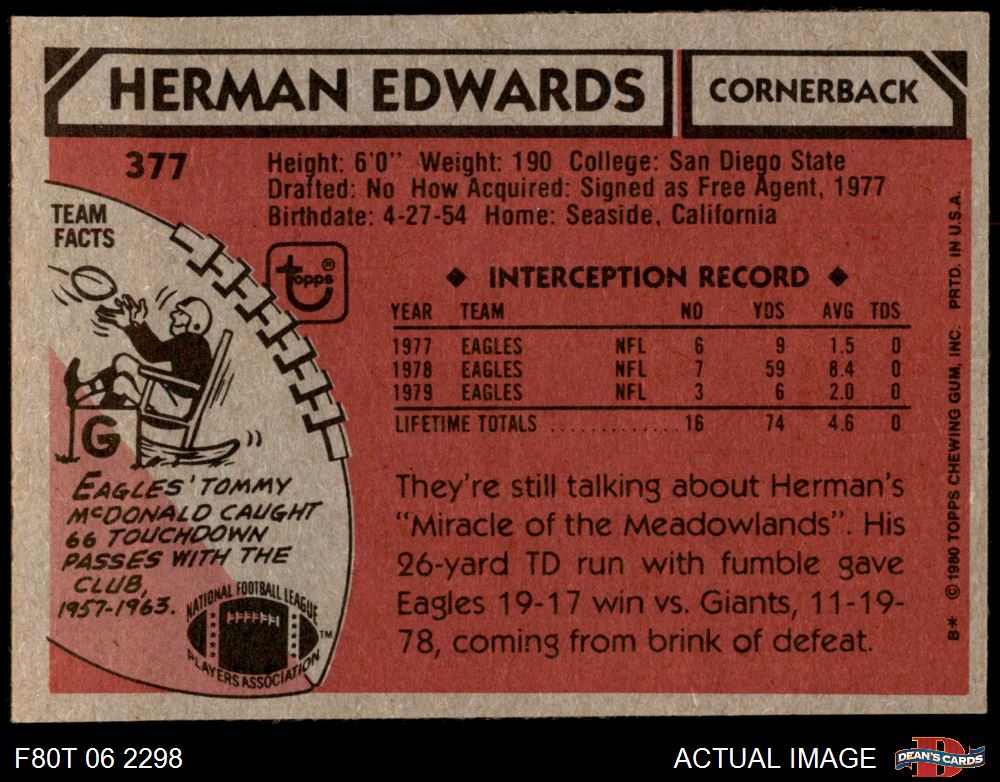 HERMAN EDWARDS
CORNERBACK
377
Height: 6'0" Weight: 190 College: San Diego State
Drafted: No How Acquired: Signed as Free Agent, 1977
Birthdate: 4-27-54 Home: Seaside, California
TEAM
FACTS
topps®
◆ INTERCEPTION RECORD ◆
YEAR TEAM NO YDS AVG TDS
1977 EAGLES NFL 6 9 1.5 0
1978 EAGLES NFL 7 59 8.4 0
1979 EAGLES NFL 3 6 2.0 0
LIFETIME TOTALS ............ 16 74 4.6 0
G
EAGLES' TOMMY
McDONALD CAUGHT
66 TOUCHDOWN
PASSES WITH THE
CLUB,
1957-1963.
NATIONAL FOOTBALL LEAGUE
PLAYERS ASSOCIATION
TM
They're still talking about Herman's
"Miracle of the Meadowlands". His
26-yard TD run with fumble gave
Eagles 19-17 win vs. Giants, 11-19-
78, coming from brink of defeat.
B* © 1980 TOPPS CHEWING GUM, INC. PRTD. IN U.S.A.
F80T 06 2298
ACTUAL IMAGE
D
DEAN'S CARDS